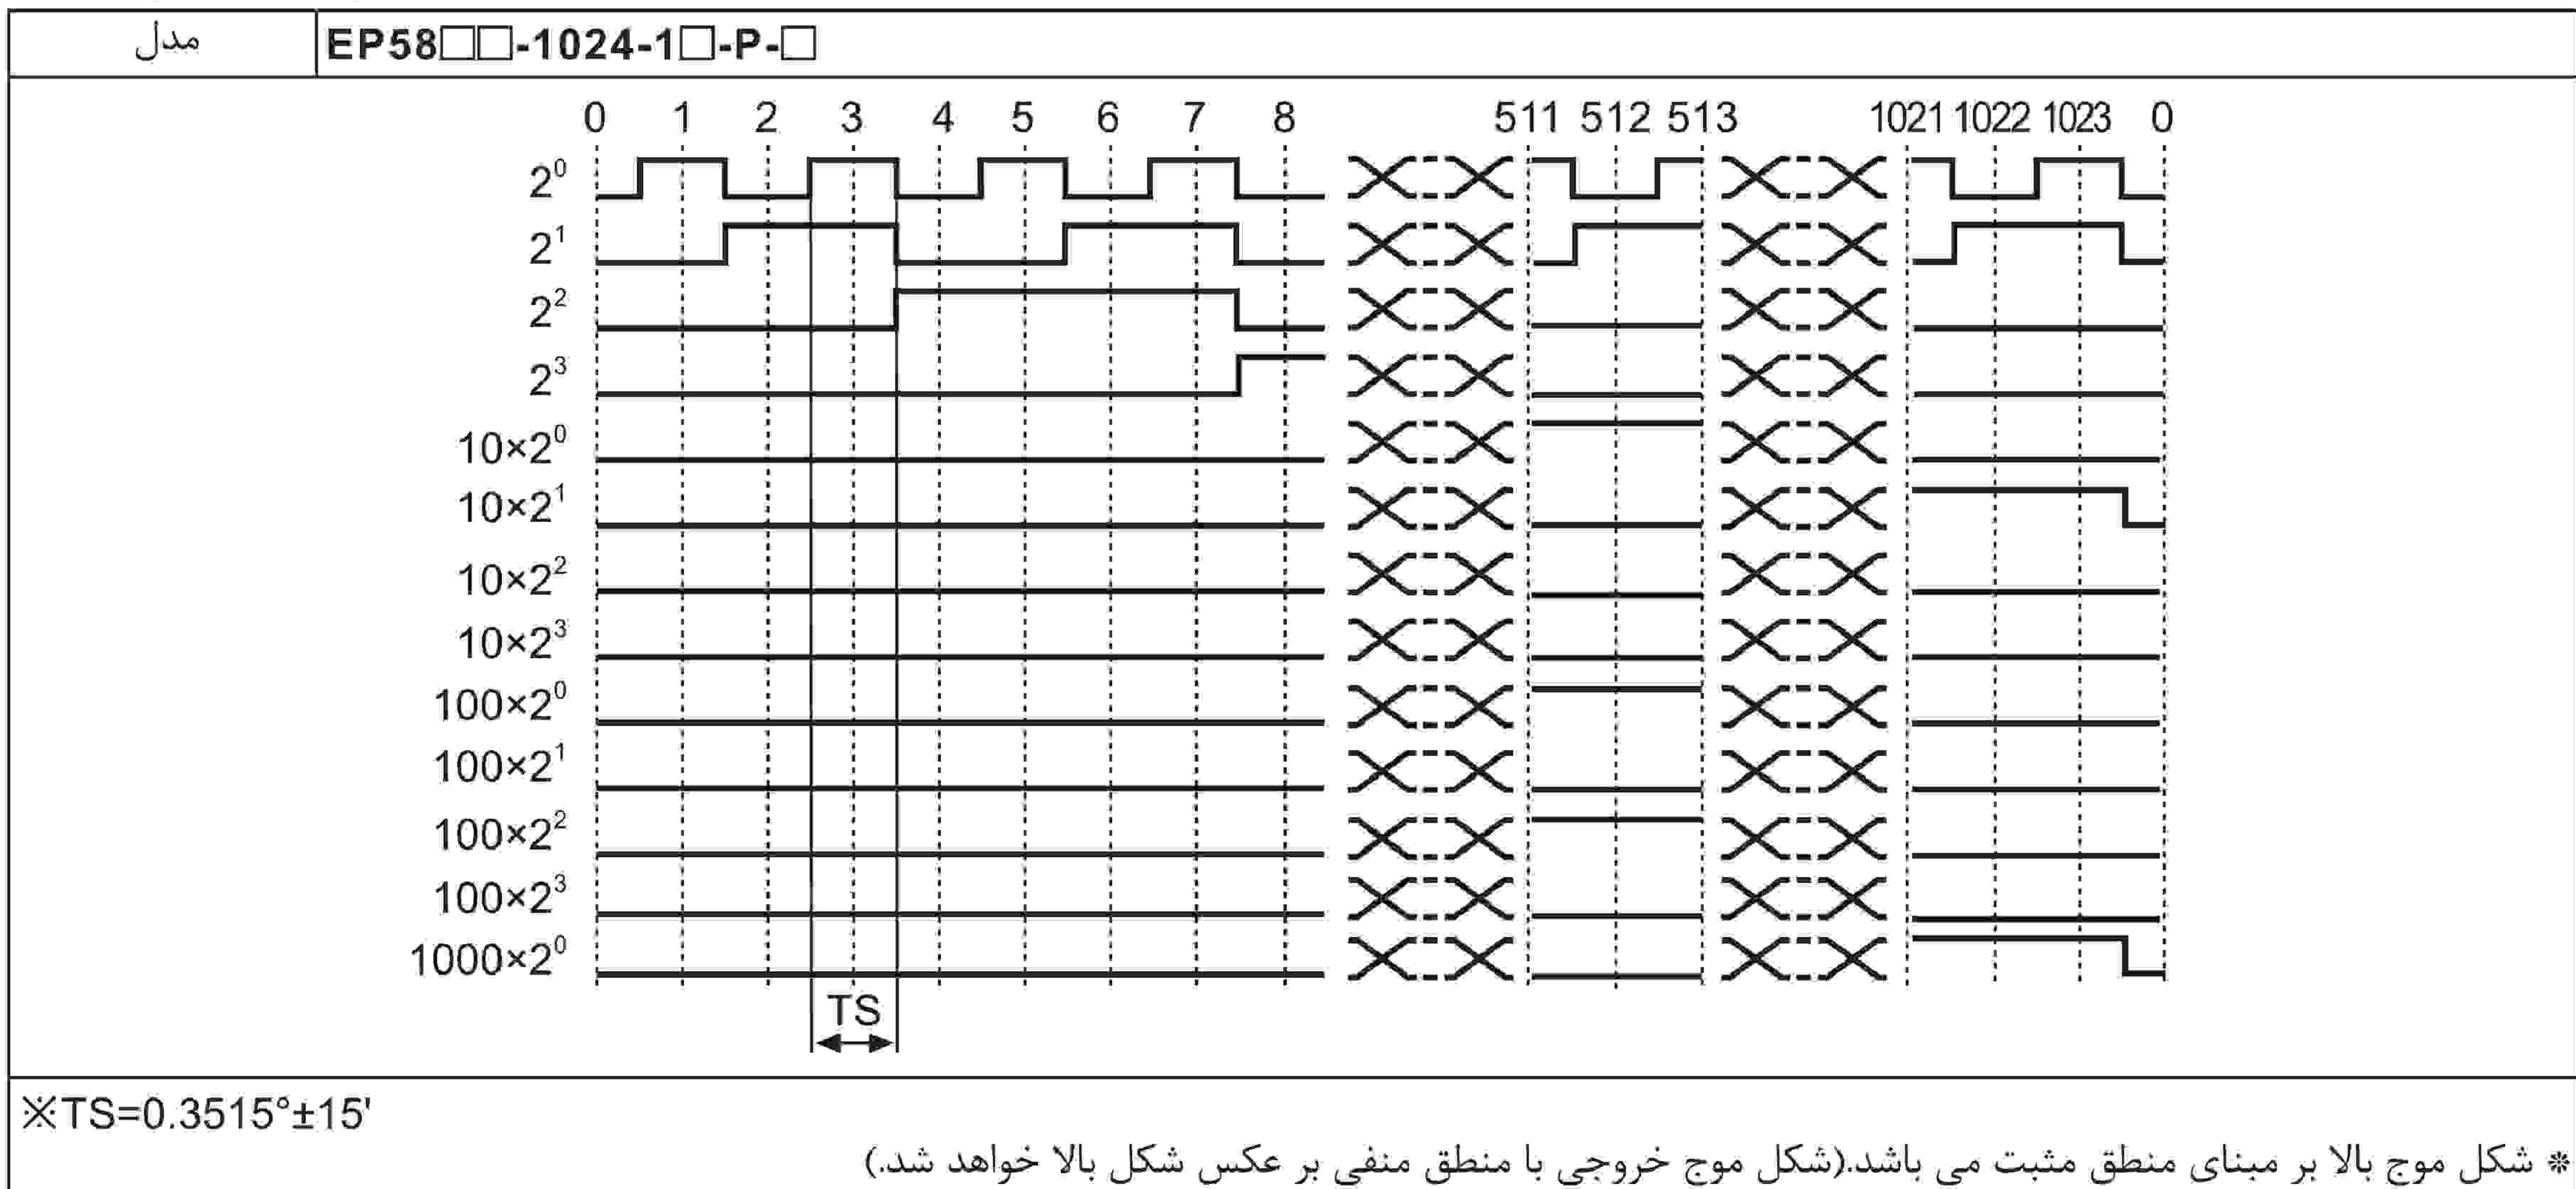 مدل EP58□□-1024-1□-P-□
0 1 2 3 4 5 6 7 8 511 512 513 1021 1022 1023 0
2⁰
2¹
2²
2³
10×2⁰
10×2¹
10×2²
10×2³
100×2⁰
100×2¹
100×2²
100×2³
1000×2⁰
TS
※TS=0.3515°±15'
❋ شکل موج بالا بر مبنای منطق مثبت می باشد.(شکل موج خروجی با منطق منفی بر عکس شکل بالا خواهد شد.)